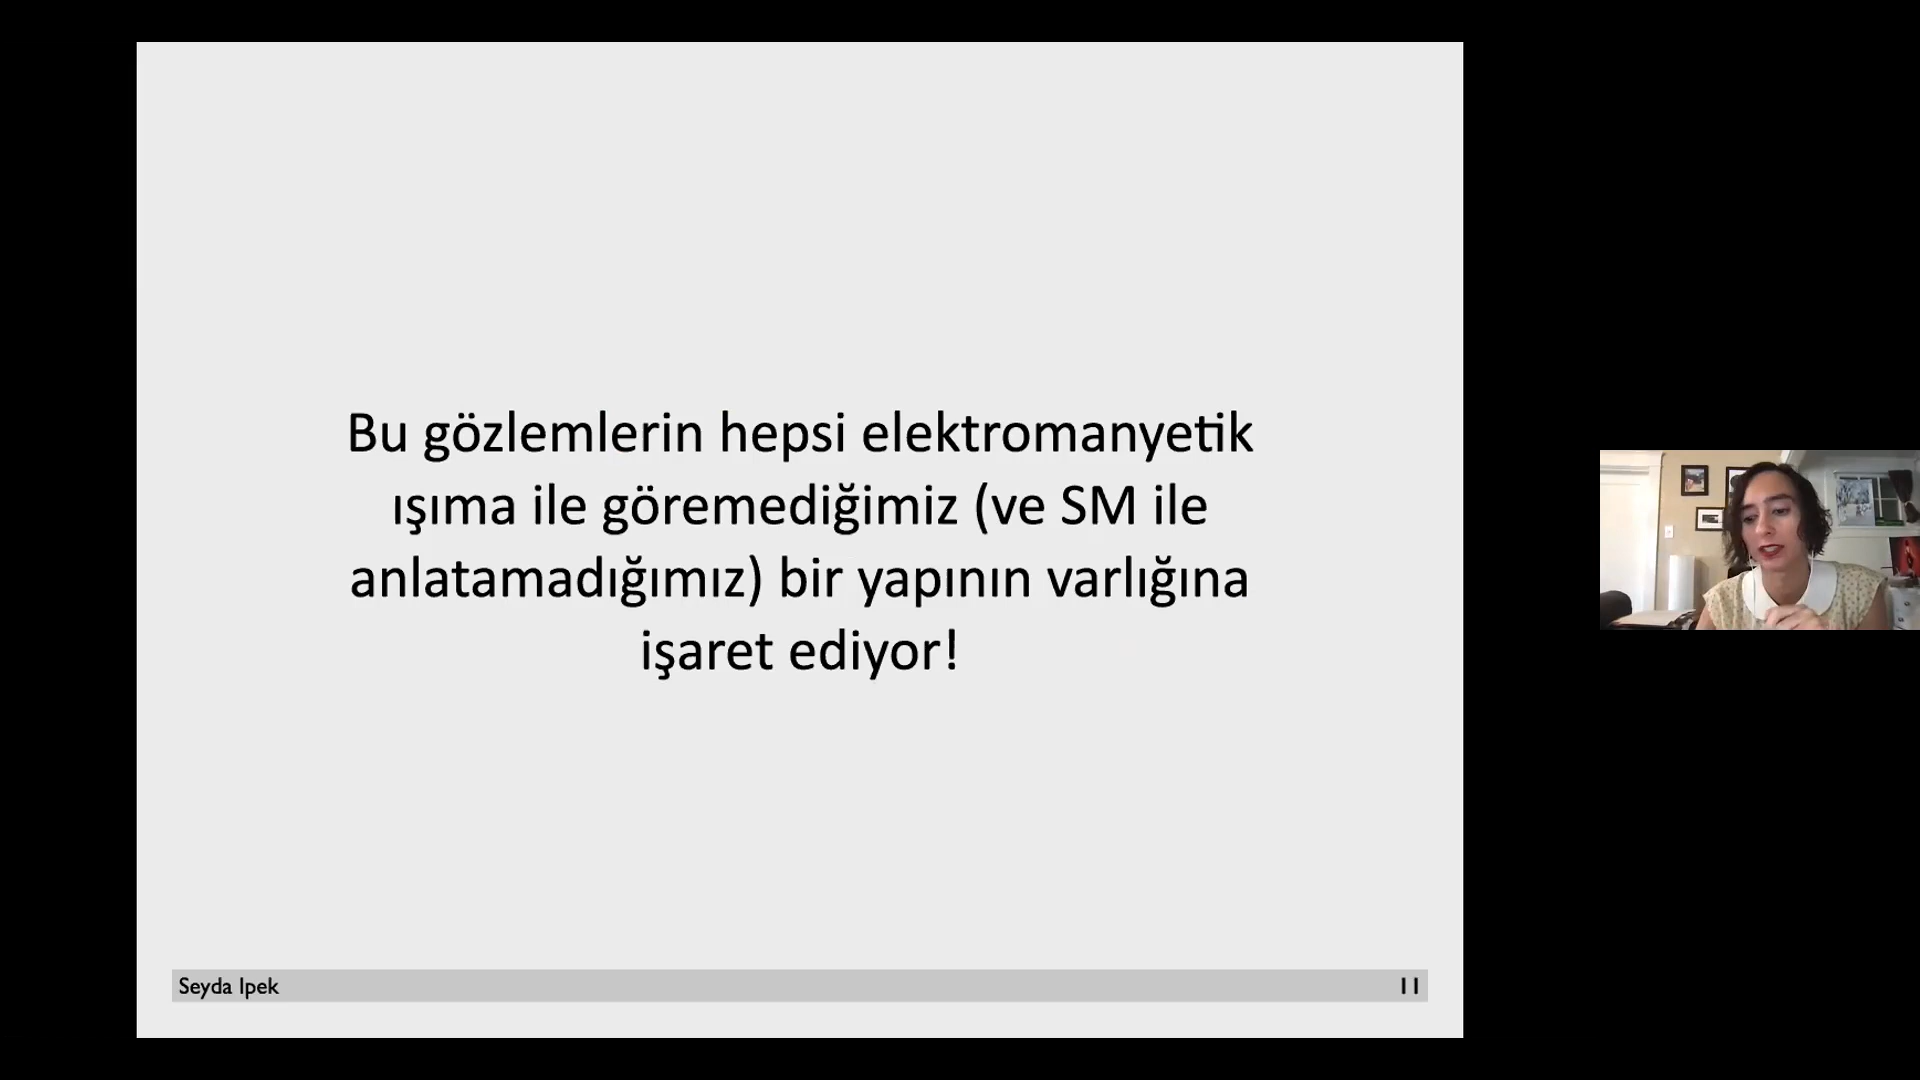 Bu gözlemlerin hepsi elektromanyetik
ışıma ile göremediğimiz (ve SM ile
anlatamadığımız) bir yapının varlığına
işaret ediyor!
Seyda Ipek
11